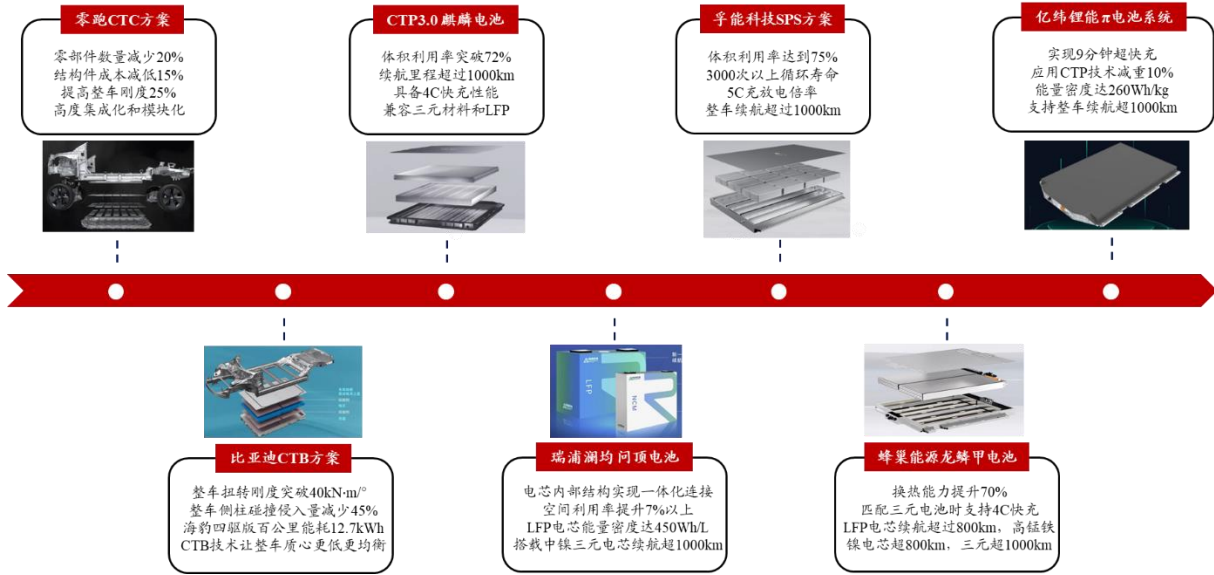 零跑CTC方案
零部件数量减少20%
结构件成本减低15%
提高整车刚度25%
高度集成化和模块化
CTP3.0 麒麟电池
体积利用率突破72%
续航里程超过1000km
具备4C快充性能
兼容三元材料和LFP
孚能科技SPS方案
体积利用率达到75%
3000次以上循环寿命
5C充放电倍率
整车续航超过1000km
亿纬锂能π电池系统
实现9分钟超快充
应用CTP技术减重10%
能量密度达260Wh/kg
支持整车续航超1000km
LFP
NCM
比亚迪CTB方案
整车扭转刚度突破40kN·m/°
整车侧柱碰撞侵入量减少45%
海豹四驱版百公里能耗12.7kWh
CTB技术让整车质心更低更均衡
瑞浦澜均 问顶电池
电芯内部结构实现一体化连接
空间利用率提升7%以上
LFP电芯能量密度达450Wh/L
搭载中镍三元电芯续航超1000km
蜂巢能源龙鳞甲电池
换热能力提升70%
匹配三元电池时支持4C快充
LFP电芯续航超过800km，高锰铁
镍电芯超800km，三元超1000km